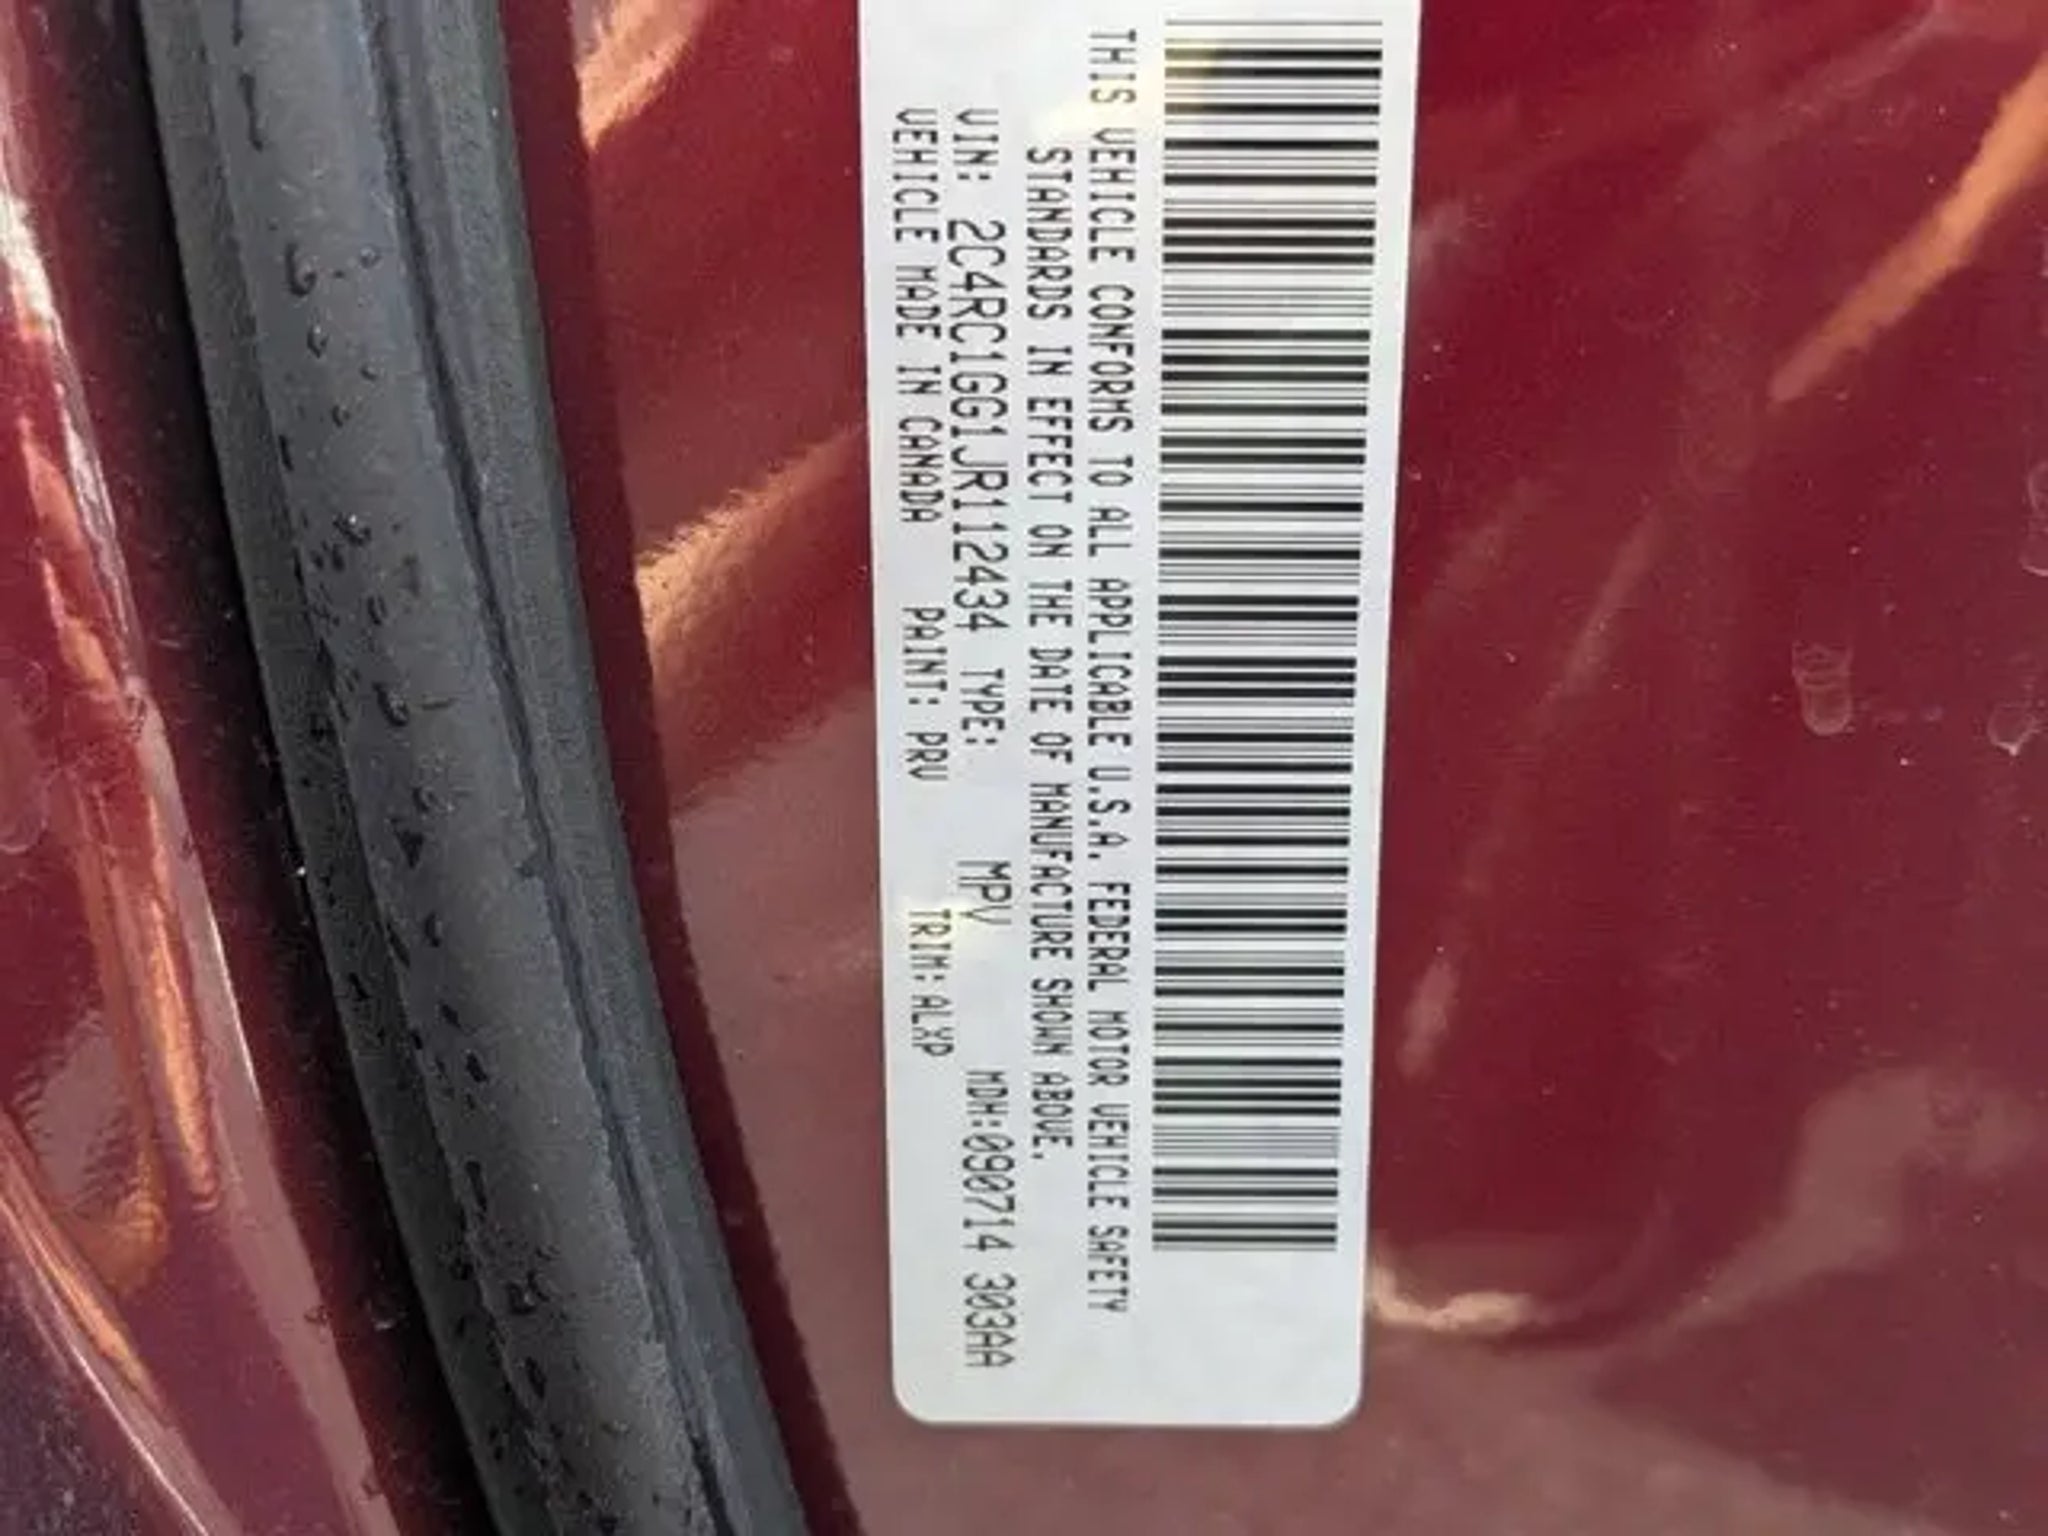 THIS VEHICLE CONFORMS TO ALL APPLICABLE U.S.A. FEDERAL MOTOR VEHICLE SAFETY
STANDARDS IN EFFECT ON THE DATE OF MANUFACTURE SHOWN ABOVE.
VIN: 2C4RC1GG1JR112434 TYPE: MPV MDH:090714 303AA
VEHICLE MADE IN CANADA PAINT: PRV TRIM:ALXP